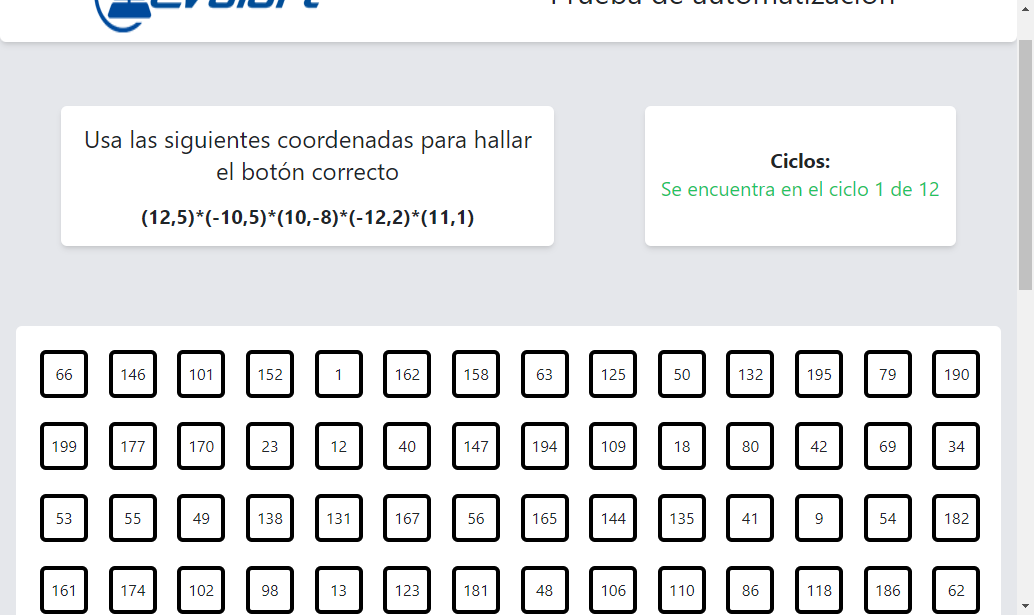 Prueba de automatización
Usa las siguientes coordenadas para hallar
el botón correcto
(12,5)*(-10,5)*(10,-8)*(-12,2)*(11,1)
Ciclos:
Se encuentra en el ciclo 1 de 12
66 146 101 152 1 162 158 63 125 50 132 195 79 190
199 177 170 23 12 40 147 194 109 18 80 42 69 34
53 55 49 138 131 167 56 165 144 135 41 9 54 182
161 174 102 98 13 123 181 48 106 110 86 118 186 62